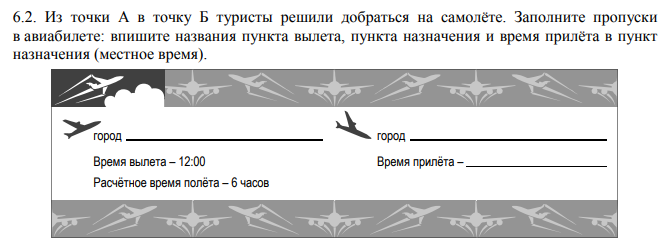 6.2. Из точки А в точку Б туристы решили добраться на самолёте. Заполните пропуски
в авиабилете: впишите названия пункта вылета, пункта назначения и время прилёта в пункт
назначения (местное время).
город
город
Время вылета – 12:00
Время прилёта –
Расчётное время полёта – 6 часов